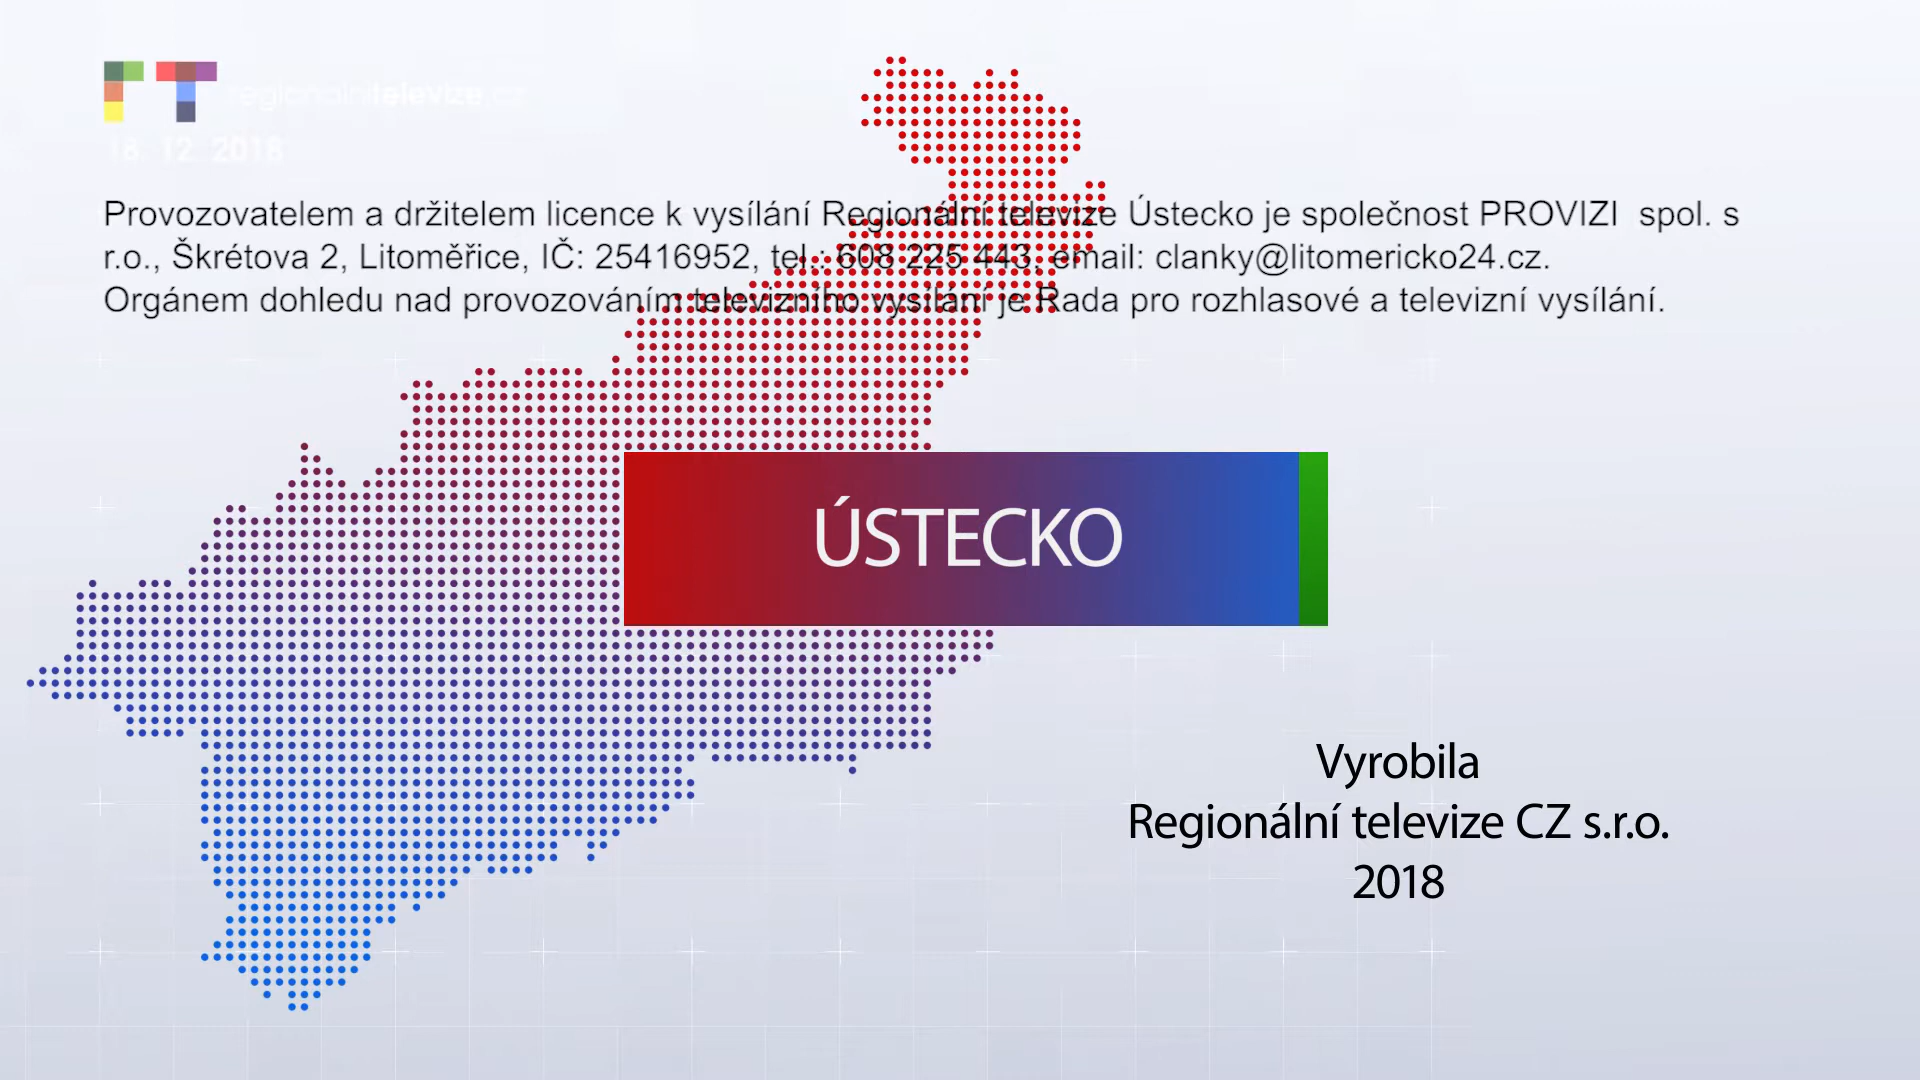 regionalnitelevize.cz
18. 12. 2018
Provozovatelem a držitelem licence k vysílání Regionální televize Ústecko je společnost PROVIZI spol. s
r.o., Škrétova 2, Litoměřice, IČ: 25416952, tel.: 608 225 443, email: clanky@litomericko24.cz.
Orgánem dohledu nad provozováním televizního vysílání je Rada pro rozhlasové a televizní vysílání.
ÚSTECKO
Vyrobila
Regionální televize CZ s.r.o.
2018